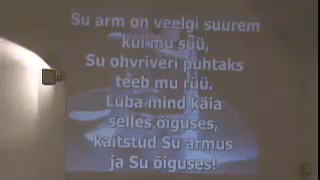 Su arm on veelgi suurem
kui mu süü,
Su ohvriveri puhtaks
teeb mu rüü.
Luba mind käia
selles õiguses,
kaitstud Su armus
ja Su õiguses!